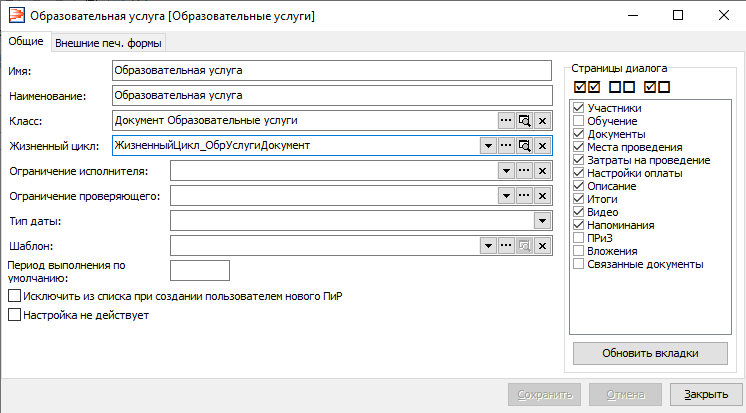 Образовательная услуга [Образовательные услуги]
Общие
Внешние печ. формы
Имя:
Образовательная услуга
Наименование:
Образовательная услуга
Класс:
Документ Образовательные услуги
Жизненный цикл:
ЖизненныйЦикл_ОбрУслугиДокумент
Ограничение исполнителя:
Ограничение проверяющего:
Тип даты:
Шаблон:
Период выполнения по
умолчанию:
Исключить из списка при создании пользователем нового ПиР
Настройка не действует
Страницы диалога
Участники
Обучение
Документы
Места проведения
Затраты на проведение
Настройки оплаты
Описание
Итоги
Видео
Напоминания
ПРиЗ
Вложения
Связанные документы
Обновить вкладки
Сохранить
Отмена
Закрыть